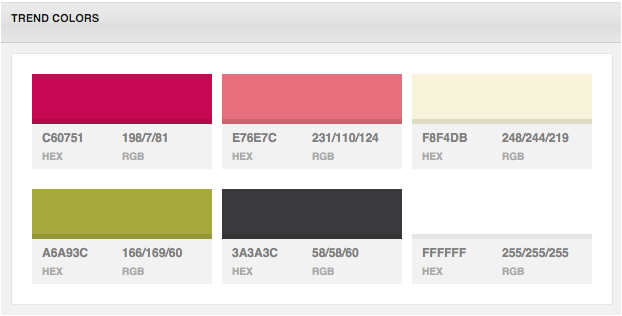 TREND COLORS
C60751 198/7/81 E76E7C 231/110/124 F8F4DB 248/244/219
HEX RGB HEX RGB HEX RGB
A6A93C 166/169/60 3A3A3C 58/58/60 FFFFFF 255/255/255
HEX RGB HEX RGB HEX RGB